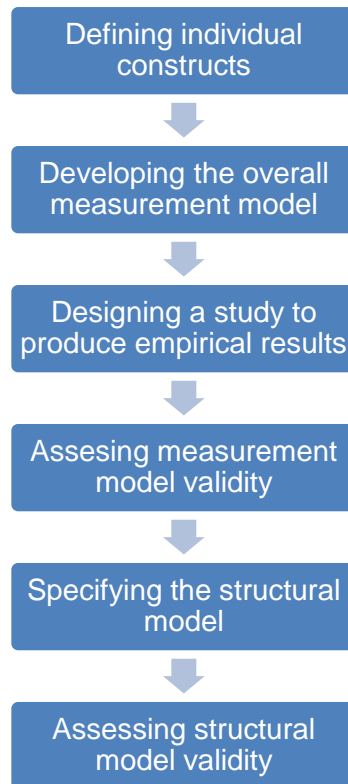 Defining individual
constructs
Developing the overall
measurement model
Designing a study to
produce empirical results
Assesing measurement
model validity
Specifying the structural
model
Assessing structural
model validity